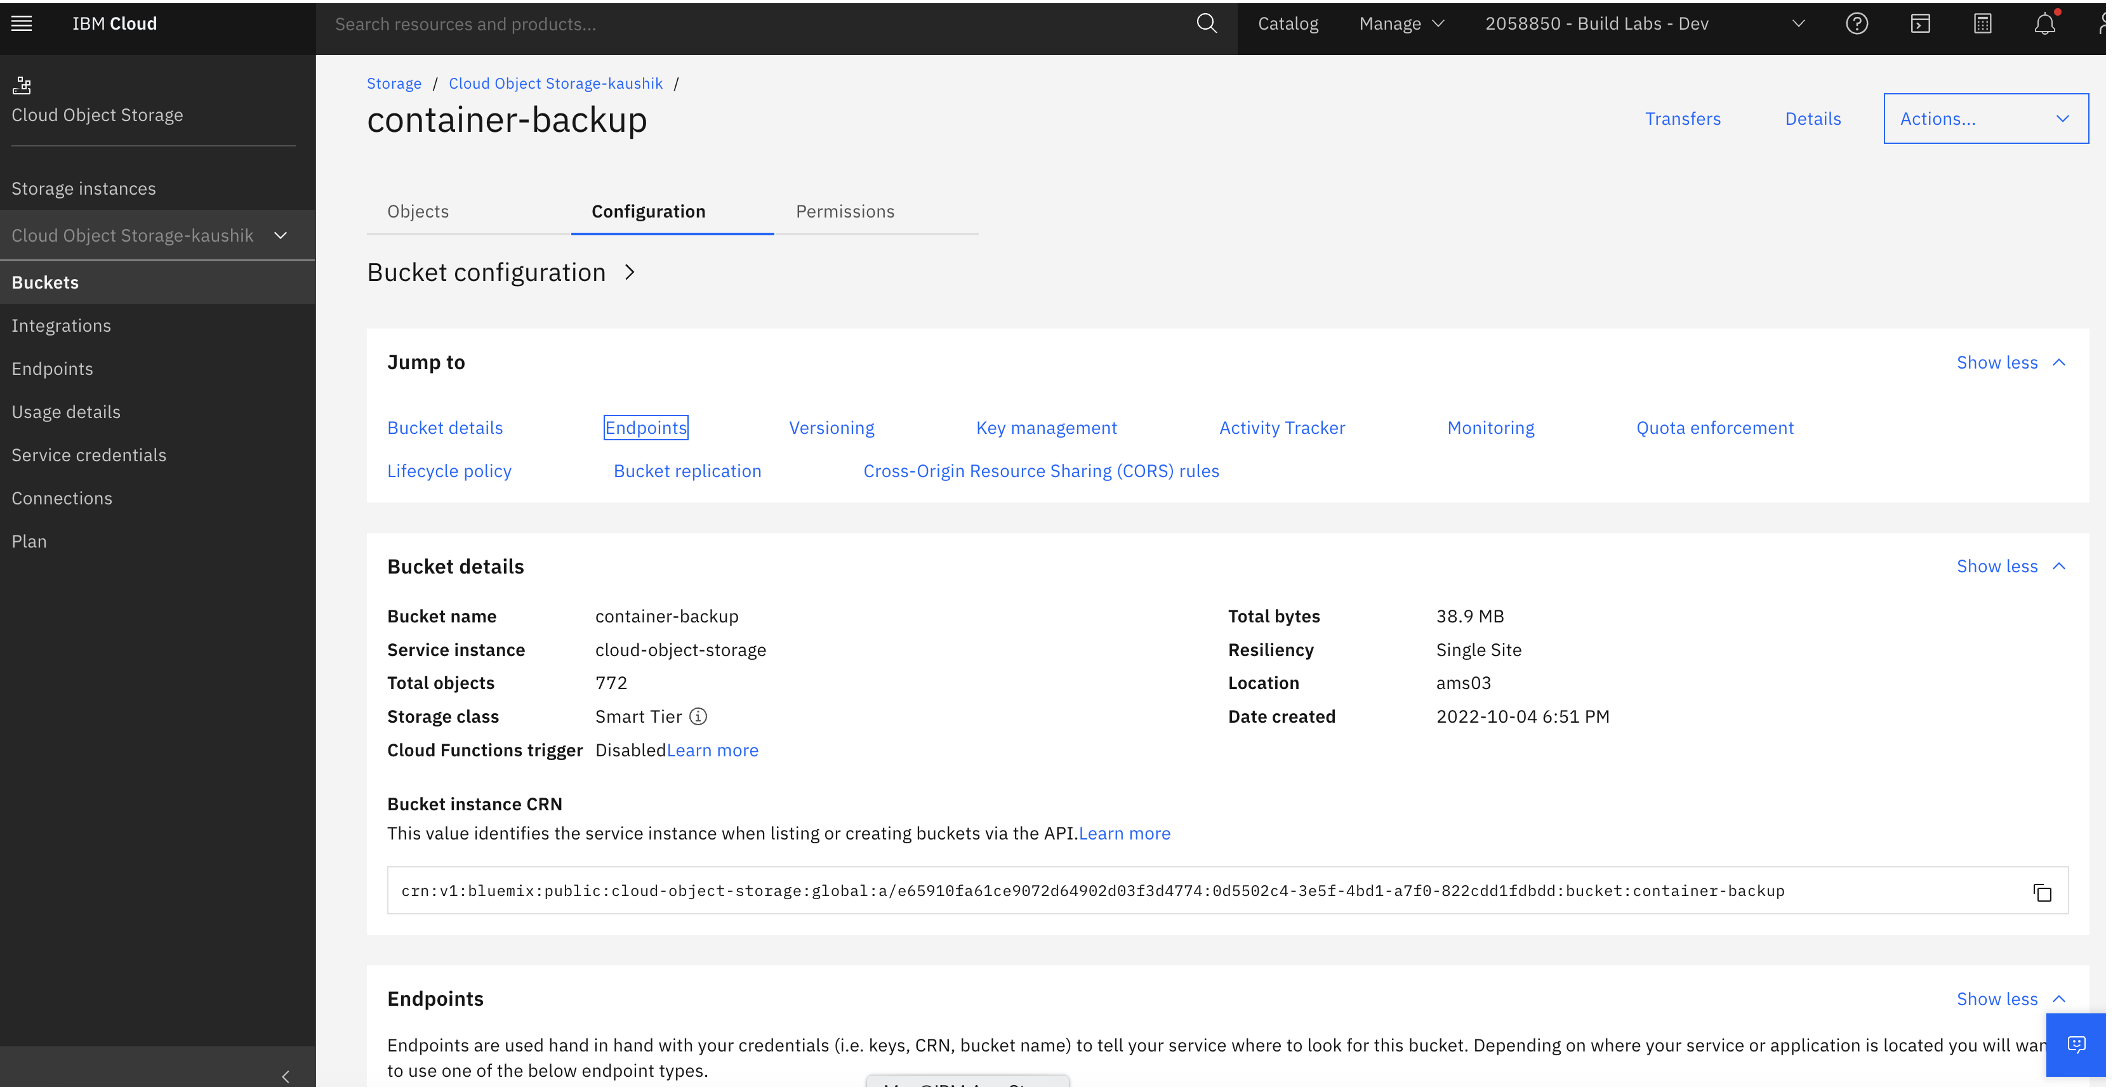 IBM Cloud
Search resources and products...
Catalog
Manage
2058850 - Build Labs - Dev
Cloud Object Storage
Storage instances
Cloud Object Storage-kaushik
Buckets
Integrations
Endpoints
Usage details
Service credentials
Connections
Plan
Storage / Cloud Object Storage-kaushik /
container-backup
Transfers
Details
Actions...
Objects
Configuration
Permissions
Bucket configuration
Jump to
Show less
Bucket details
Endpoints
Versioning
Key management
Activity Tracker
Monitoring
Quota enforcement
Lifecycle policy
Bucket replication
Cross-Origin Resource Sharing (CORS) rules
Bucket details
Show less
Bucket name container-backup
Service instance cloud-object-storage
Total objects 772
Storage class Smart Tier
Cloud Functions trigger DisabledLearn more
Total bytes 38.9 MB
Resiliency Single Site
Location ams03
Date created 2022-10-04 6:51 PM
Bucket instance CRN
This value identifies the service instance when listing or creating buckets via the API.Learn more
crn:v1:bluemix:public:cloud-object-storage:global:a/e65910fa61ce9072d64902d03f3d4774:0d5502c4-3e5f-4bd1-a7f0-822cdd1fdbdd:bucket:container-backup
Endpoints
Show less
Endpoints are used hand in hand with your credentials (i.e. keys, CRN, bucket name) to tell your service where to look for this bucket. Depending on where your service or application is located you will
to use one of the below endpoint types.